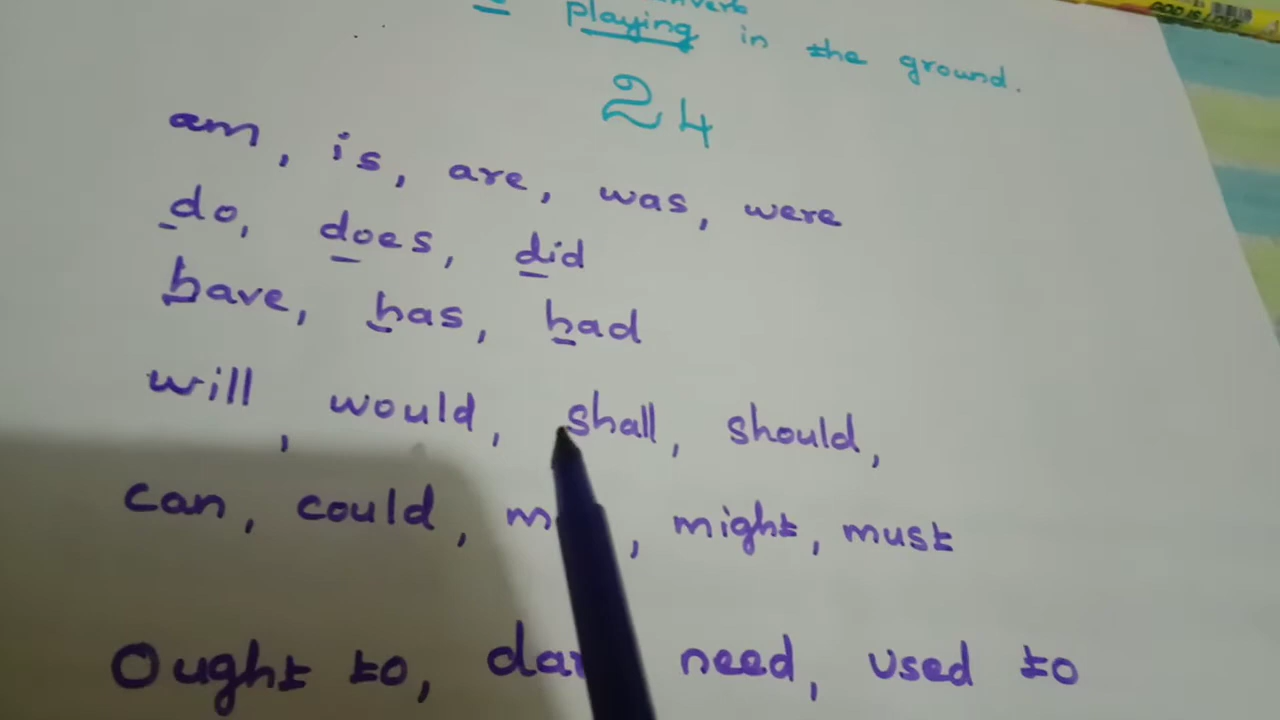 playing in the ground.
24
am, is, are, was, were
do, does, did
have, has, had
will, would, shall, should,
can, could, might, must
Ought to, need, used to